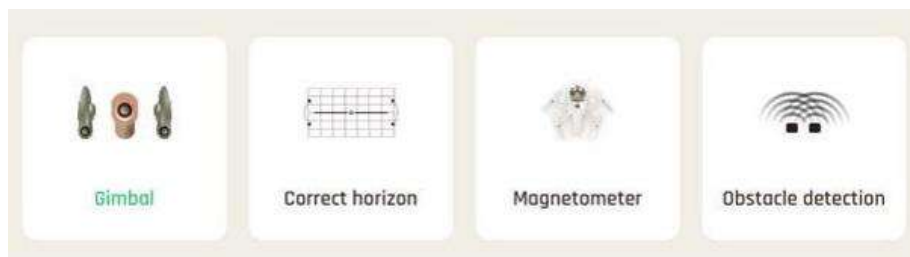 Gimbal
Correct horizon
Magnetometer
Obstacle detection